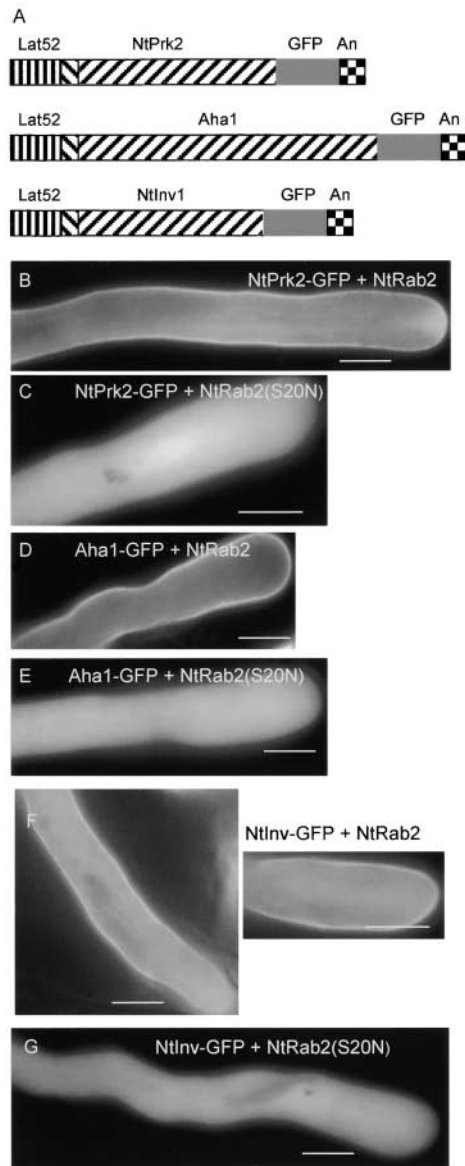 A
Lat52 NtPrk2 GFP An
Lat52 Aha1 GFP An
Lat52 NtInv1 GFP An
B NtPrk2-GFP + NtRab2
C NtPrk2-GFP + NtRab2(S20N)
D Aha1-GFP + NtRab2
E Aha1-GFP + NtRab2(S20N)
F
NtInv-GFP + NtRab2
G NtInv-GFP + NtRab2(S20N)